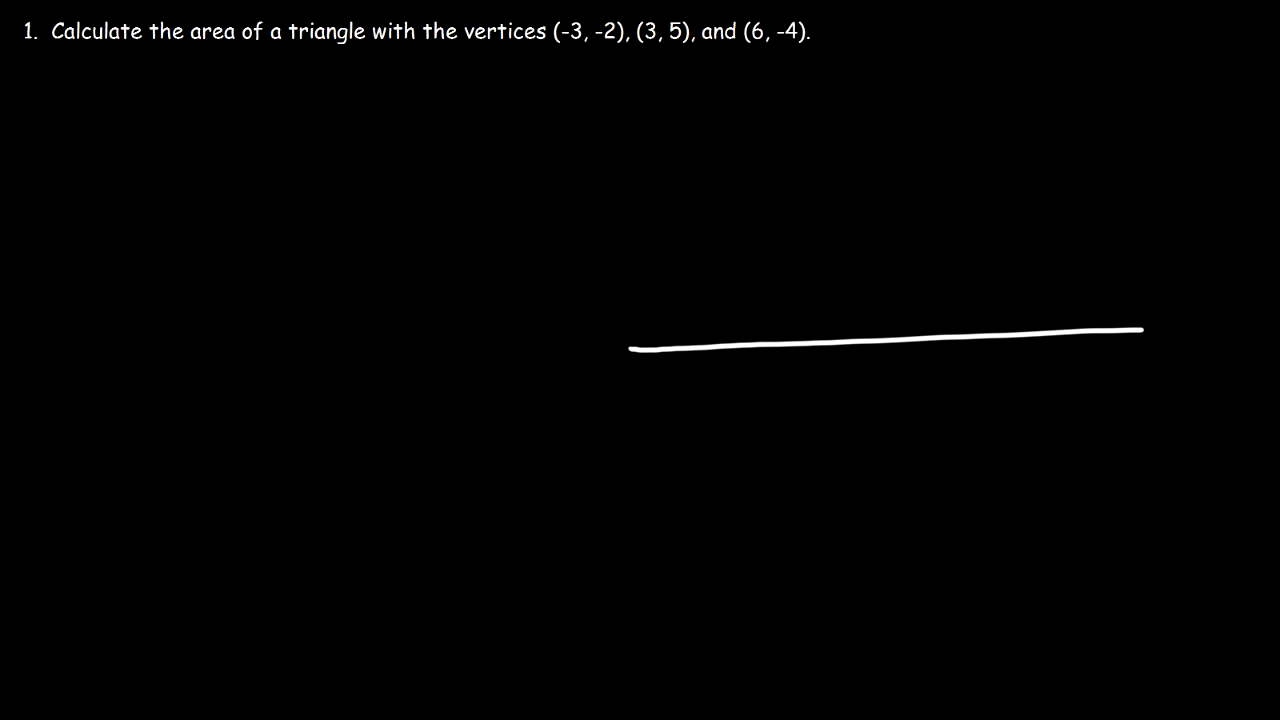 1. Calculate the area of a triangle with the vertices (-3, -2), (3, 5), and (6, -4).